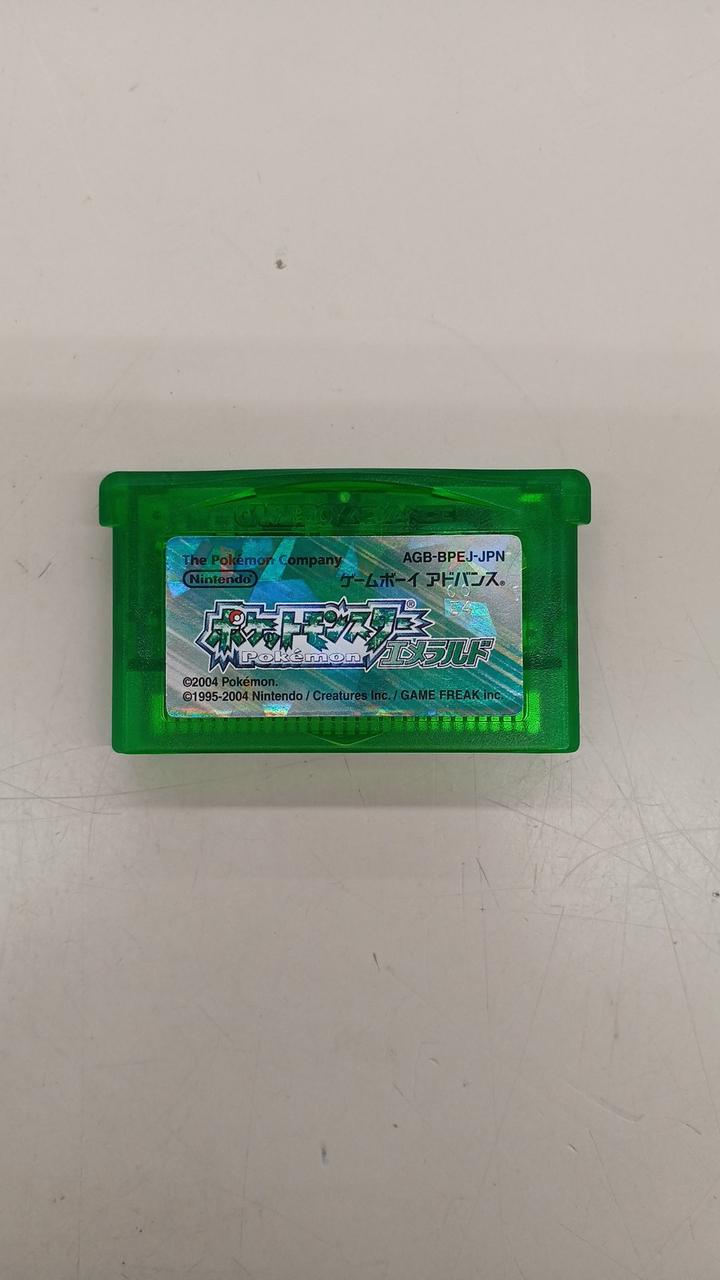 The Pokémon Company
AGB-BPEJ-JPN
Nintendo
ゲームボーイ アドバンス®
ポケットモンスター®
Pokémon
エメラルド
©2004 Pokémon.
©1995-2004 Nintendo / Creatures Inc. / GAME FREAK inc.